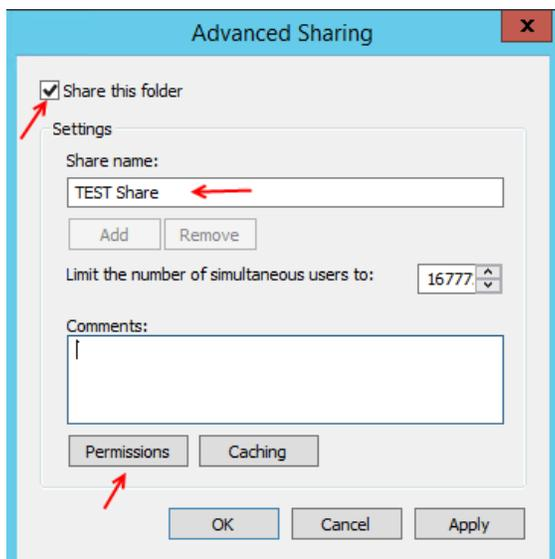 Advanced Sharing
x
Share this folder
Settings
Share name:
TEST Share
Add Remove
Limit the number of simultaneous users to: 16777
Comments:
Permissions Caching
OK Cancel Apply